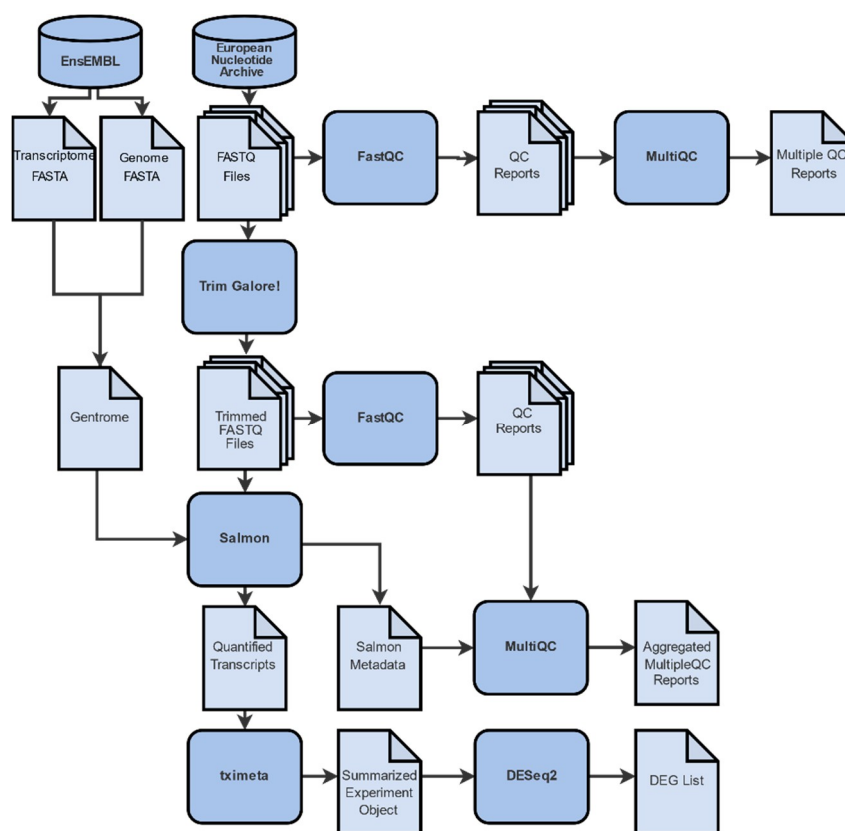 EnsEMBL
European
Nucleotide
Archive
Transcriptome
FASTA
Genome
FASTA
FASTQ
Files
FastQC
QC
Reports
MultiQC
Multiple QC
Reports
Trim Galore!
Gentrome
Trimmed
FASTQ
Files
FastQC
QC
Reports
Salmon
Quantified
Transcripts
Salmon
Metadata
MultiQC
Aggregated
MultipleQC
Reports
tximeta
Summarized
Experiment
Object
DESeq2
DEG List